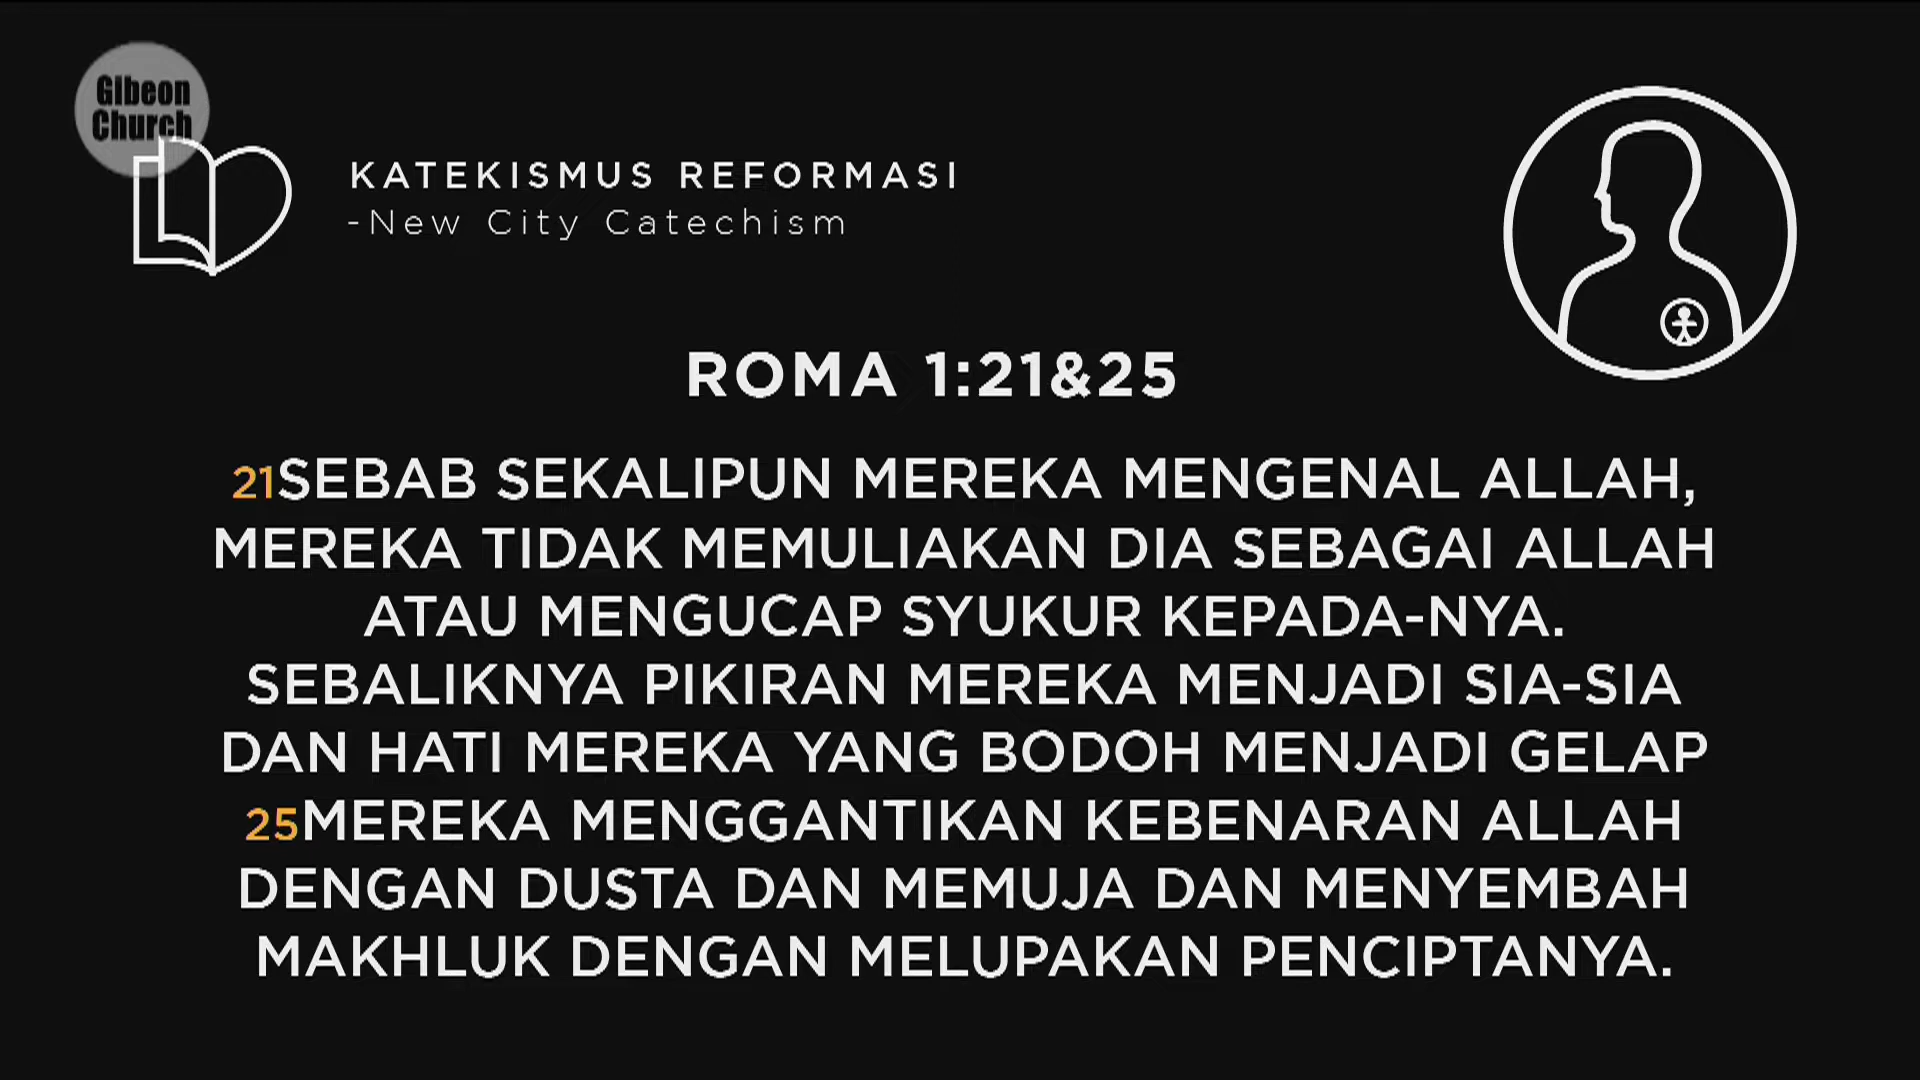 Gibeon
Church
KATEKISMUS REFORMASI
-New City Catechism
ROMA 1:21&25
21SEBAB SEKALIPUN MEREKA MENGENAL ALLAH,
MEREKA TIDAK MEMULIAKAN DIA SEBAGAI ALLAH
ATAU MENGUCAP SYUKUR KEPADA-NYA.
SEBALIKNYA PIKIRAN MEREKA MENJADI SIA-SIA
DAN HATI MEREKA YANG BODOH MENJADI GELAP
25MEREKA MENGGANTIKAN KEBENARAN ALLAH
DENGAN DUSTA DAN MEMUJA DAN MENYEMBAH
MAKHLUK DENGAN MELUPAKAN PENCIPTANYA.